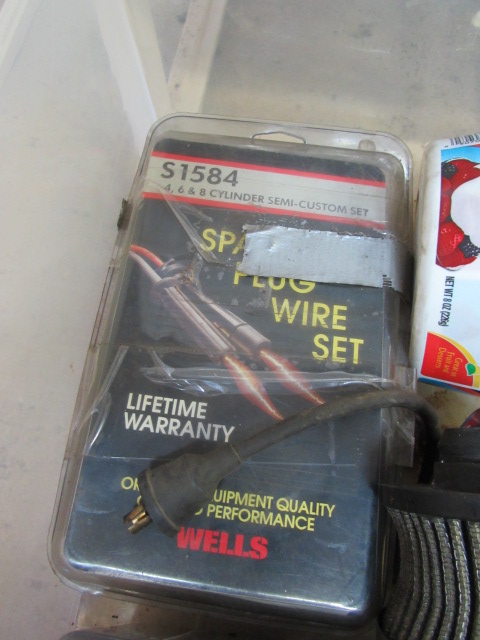 S1584
4, 6 & 8 CYLINDER SEMI-CUSTOM SET
PLUG
WIRE
SET
LIFETIME
WARRANTY
EQUIPMENT QUALITY
PERFORMANCE
WELLS
NET WT 8 OZ (226g)